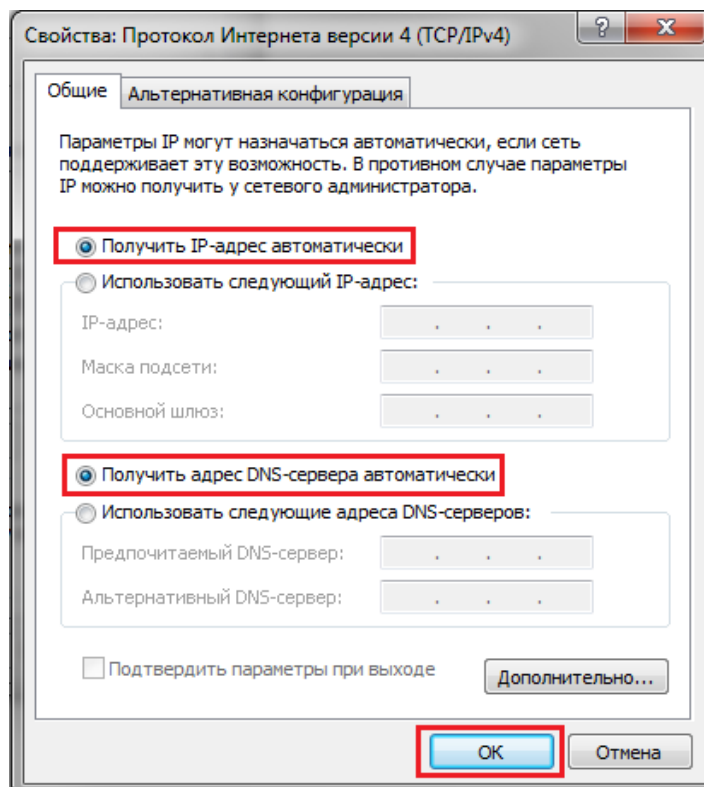 Свойства: Протокол Интернета версии 4 (TCP/IPv4)
Общие
Альтернативная конфигурация
Параметры IP могут назначаться автоматически, если сеть
поддерживает эту возможность. В противном случае параметры
IP можно получить у сетевого администратора.
Получить IP-адрес автоматически
Использовать следующий IP-адрес:
IP-адрес:
Маска подсети:
Основной шлюз:
Получить адрес DNS-сервера автоматически
Использовать следующие адреса DNS-серверов:
Предпочитаемый DNS-сервер:
Альтернативный DNS-сервер:
Подтвердить параметры при выходе
Дополнительно...
ОК
Отмена